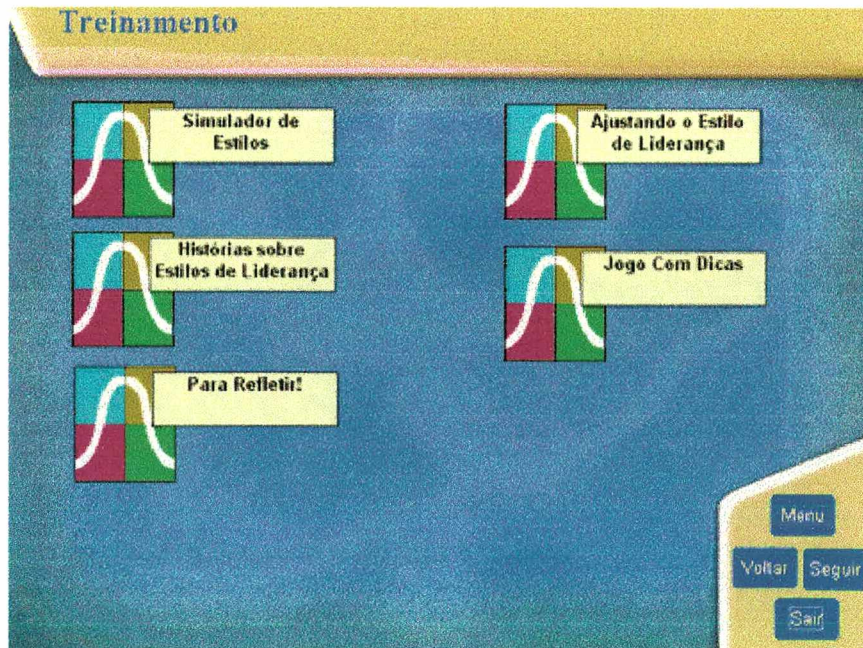 Treinamento
Simulador de
Estilos
Ajustando o Estilo
de Liderança
Histórias sobre
Estilos de Liderança
Jogo Com Dicas
Para Refletir!
Menu
Voltar
Seguir
Sair